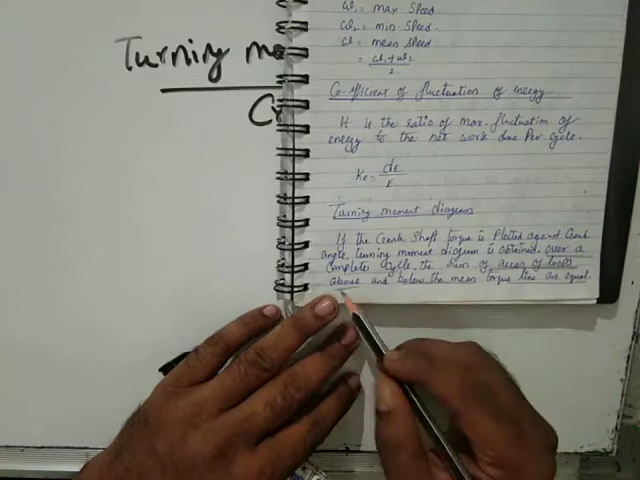 Turning mo
Cr
ω₁ = max speed
ω₂ = min speed.
ω = mean speed
= ω₁+ω₂
2
Co-efficient of fluctuation of energy
It is the ratio of max. fluctuation of
energy to the net work done per cycle.
Ke = dE
E
Turning moment diagram
If the Crank Shaft torque is Plotted against Crank
angle, turning moment diagram is obtained. over a
Complete Cycle, the sum of areas of loops
above and below the mean torque line are equal.